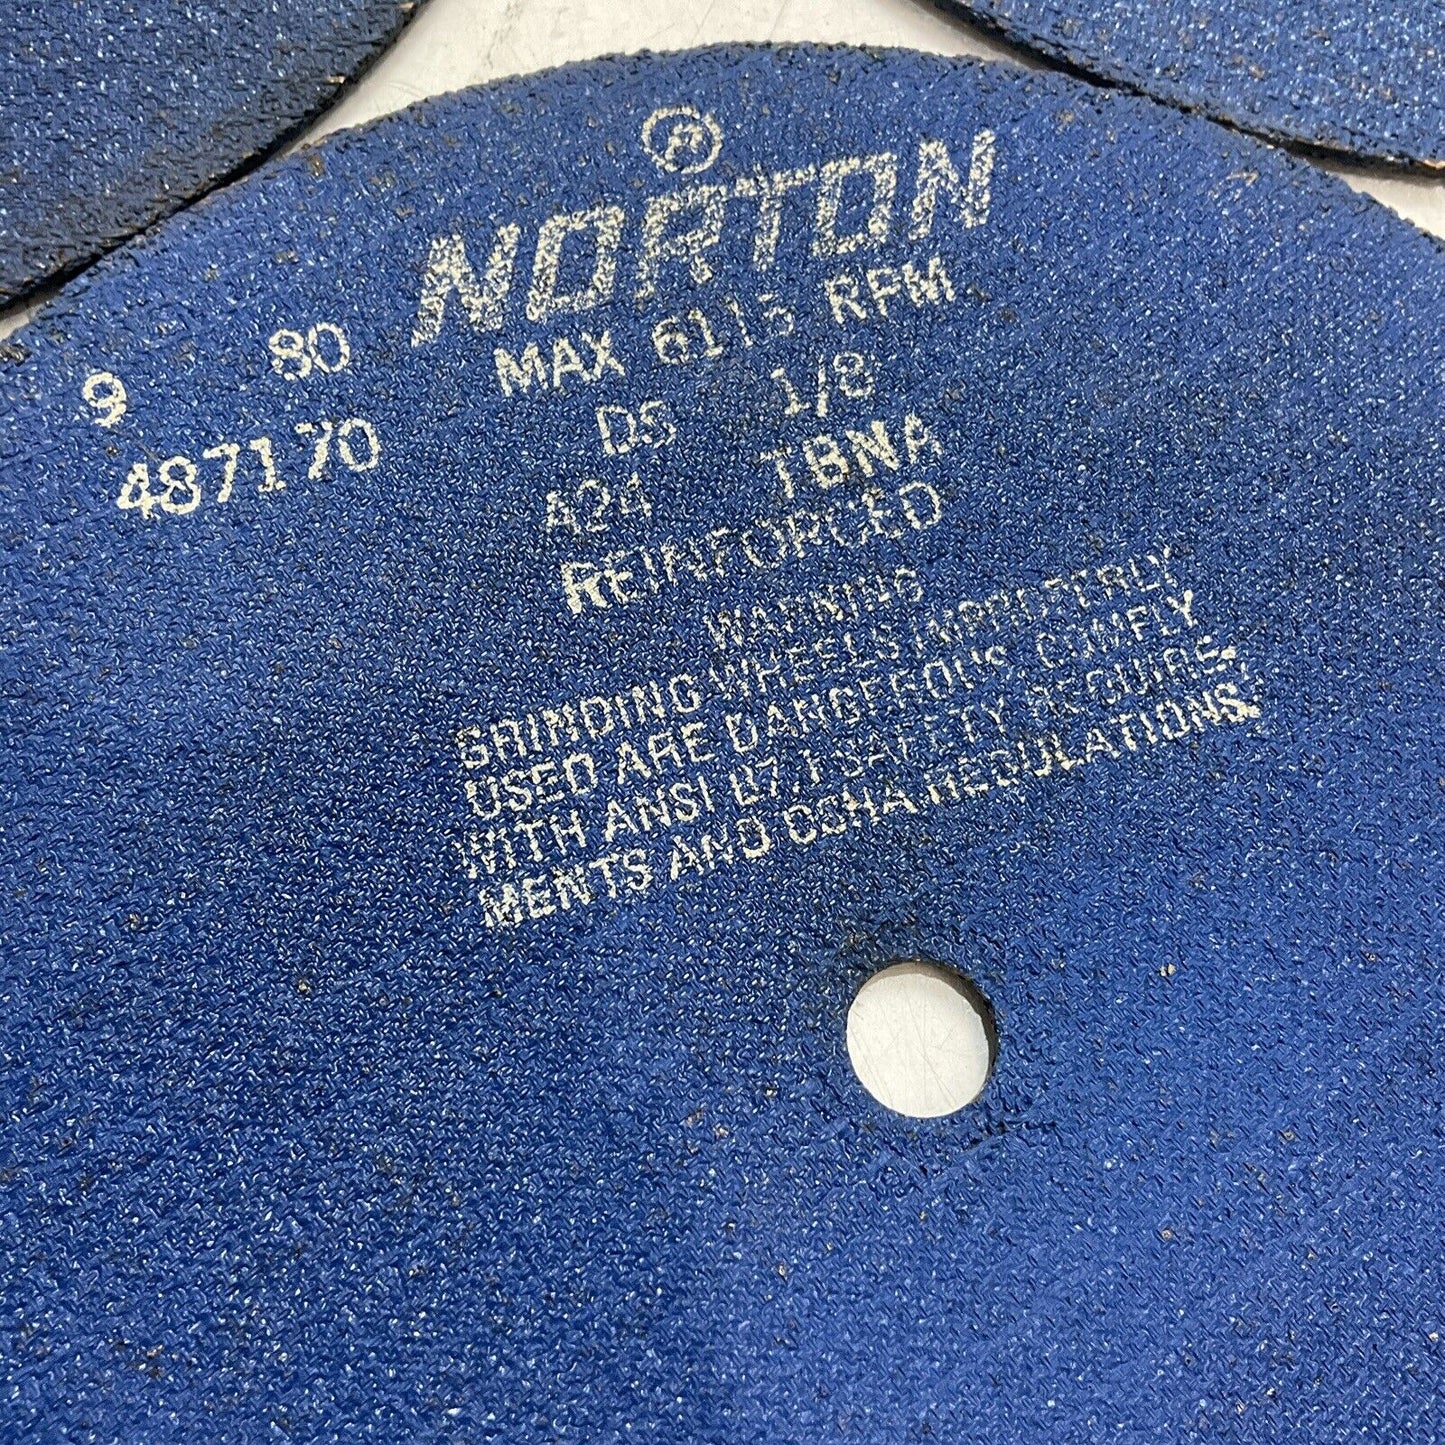 R
NORTON
MAX 6115 RPM
9 80
DS 1/8
487170
A24 TBNA
REINFORCED
WARNING
GRINDING WHEELS IMPROPERLY
USED ARE DANGEROUS COMPLY
WITH ANSI B7.1 SAFETY REQUIRE.
MENTS AND OSHA REGULATIONS.